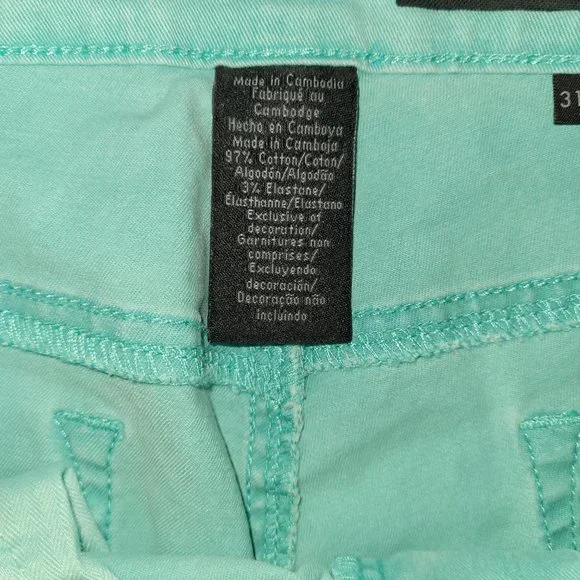 Made in Cambodia
Fabriqué au
Cambodge
Hecho en Camboya
Made in Camboja
97% Cotton/Coton/
Algodón/Algodão
3% Elastane/
Élasthanne/Elastano
Exclusive of
decoration/
Garnitures non
comprises/
Excluyendo
decoración/
Decoração não
incluindo
31